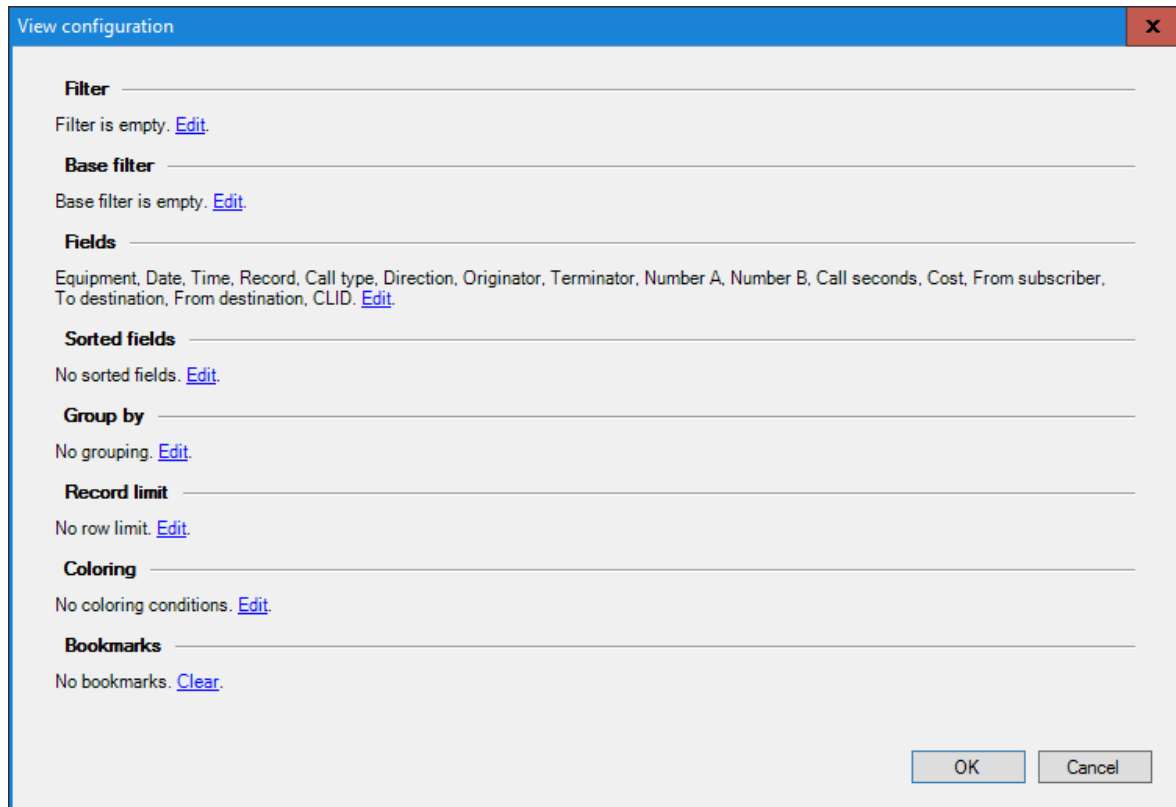 View configuration
x
Filter
Filter is empty. Edit.
Base filter
Base filter is empty. Edit.
Fields
Equipment, Date, Time, Record, Call type, Direction, Originator, Terminator, Number A, Number B, Call seconds, Cost, From subscriber,
To destination, From destination, CLID. Edit.
Sorted fields
No sorted fields. Edit.
Group by
No grouping. Edit.
Record limit
No row limit. Edit.
Coloring
No coloring conditions. Edit.
Bookmarks
No bookmarks. Clear.
OK Cancel